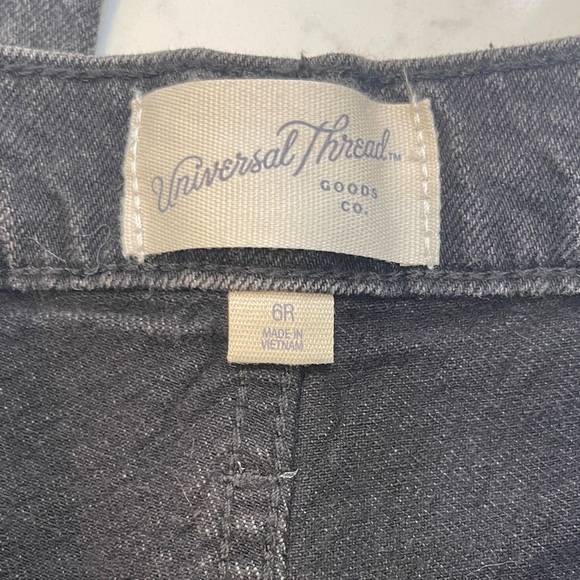 Universal Thread™
GOODS
CO.
6R
MADE IN
VIETNAM